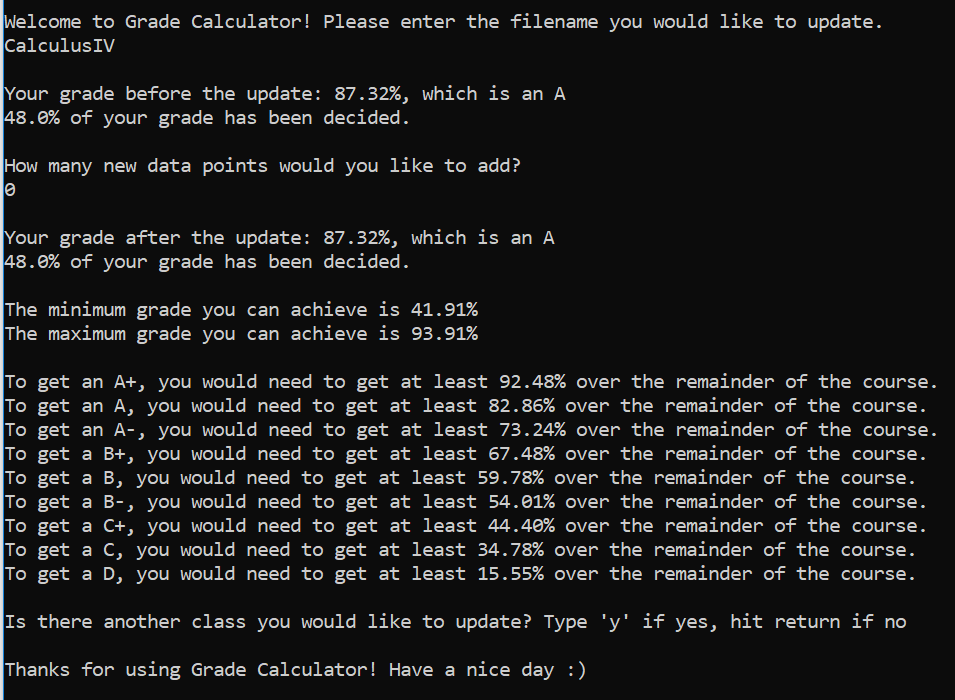 Welcome to Grade Calculator! Please enter the filename you would like to update.
CalculusIV
Your grade before the update: 87.32%, which is an A
48.0% of your grade has been decided.
How many new data points would you like to add?
0
Your grade after the update: 87.32%, which is an A
48.0% of your grade has been decided.
The minimum grade you can achieve is 41.91%
The maximum grade you can achieve is 93.91%
To get an A+, you would need to get at least 92.48% over the remainder of the course.
To get an A, you would need to get at least 82.86% over the remainder of the course.
To get an A-, you would need to get at least 73.24% over the remainder of the course.
To get a B+, you would need to get at least 67.48% over the remainder of the course.
To get a B, you would need to get at least 59.78% over the remainder of the course.
To get a B-, you would need to get at least 54.01% over the remainder of the course.
To get a C+, you would need to get at least 44.40% over the remainder of the course.
To get a C, you would need to get at least 34.78% over the remainder of the course.
To get a D, you would need to get at least 15.55% over the remainder of the course.
Is there another class you would like to update? Type 'y' if yes, hit return if no
Thanks for using Grade Calculator! Have a nice day :)